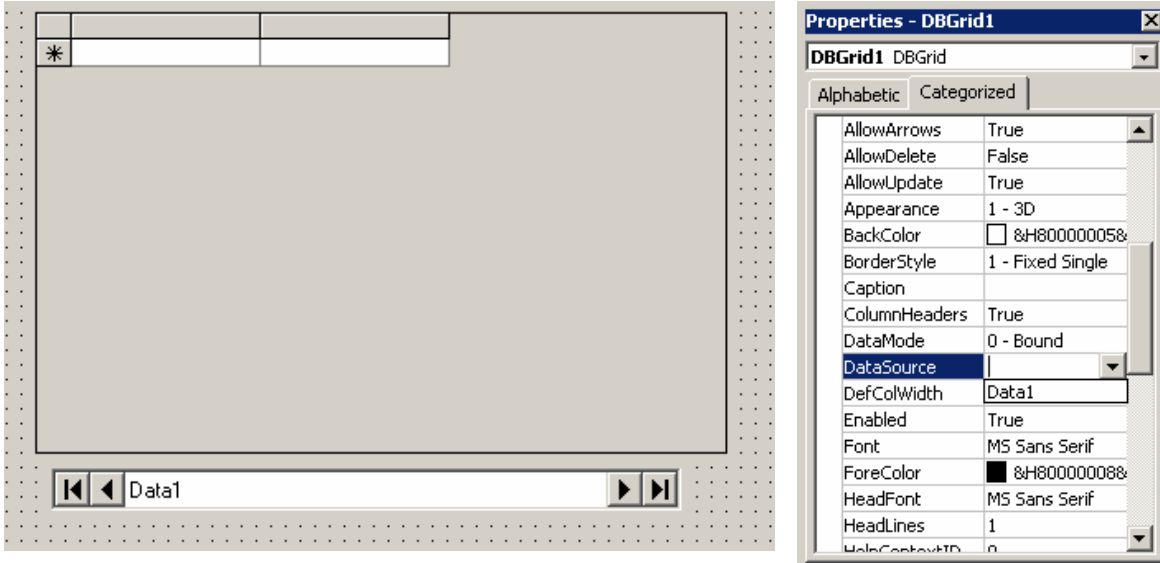 Data1
Properties - DBGrid1
DBGrid1 DBGrid
Alphabetic Categorized
AllowArrows True
AllowDelete False
AllowUpdate True
Appearance 1 - 3D
BackColor &H80000005&
BorderStyle 1 - Fixed Single
Caption
ColumnHeaders True
DataMode 0 - Bound
DataSource
DefColWidth Data1
Enabled True
Font MS Sans Serif
ForeColor &H80000008&
HeadFont MS Sans Serif
HeadLines 1
HelpContextID 0